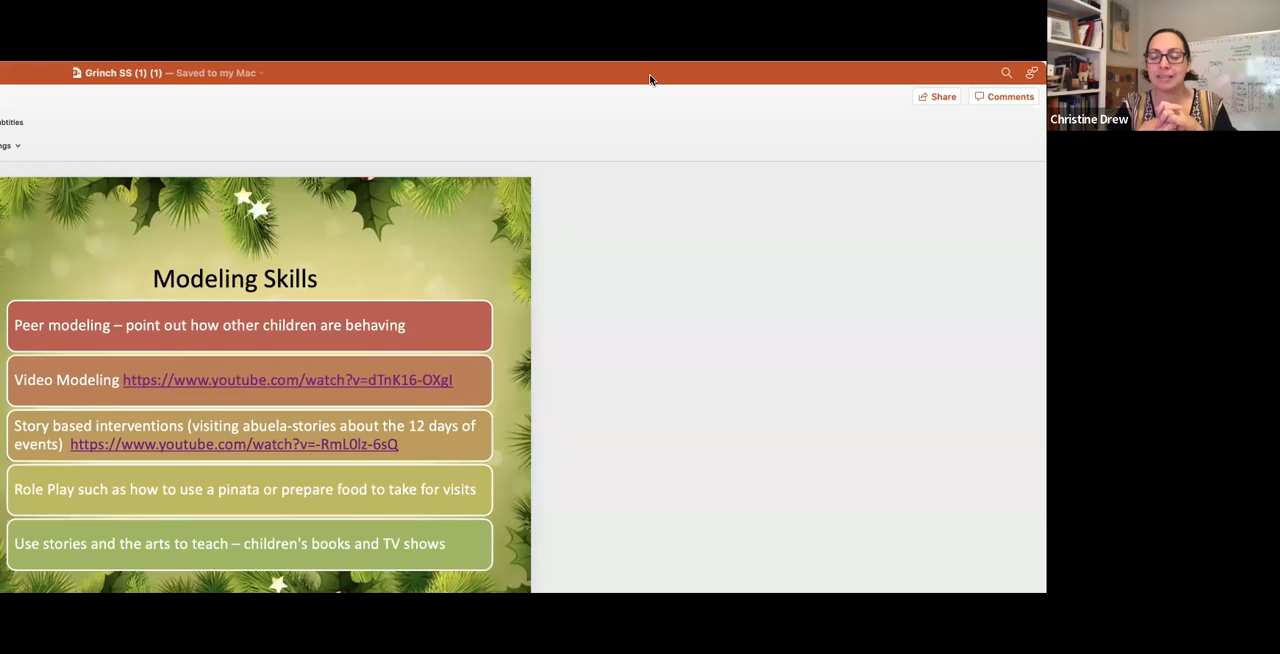 Grinch SS (1) (1) — Saved to my Mac
Share
Comments
Christine Drew
btitles
ngs
Modeling Skills
Peer modeling – point out how other children are behaving
Video Modeling https://www.youtube.com/watch?v=dTnK16-OXgI
Story based interventions (visiting abuela-stories about the 12 days of
events) https://www.youtube.com/watch?v=-RmL0lz-6sQ
Role Play such as how to use a pinata or prepare food to take for visits
Use stories and the arts to teach – children's books and TV shows